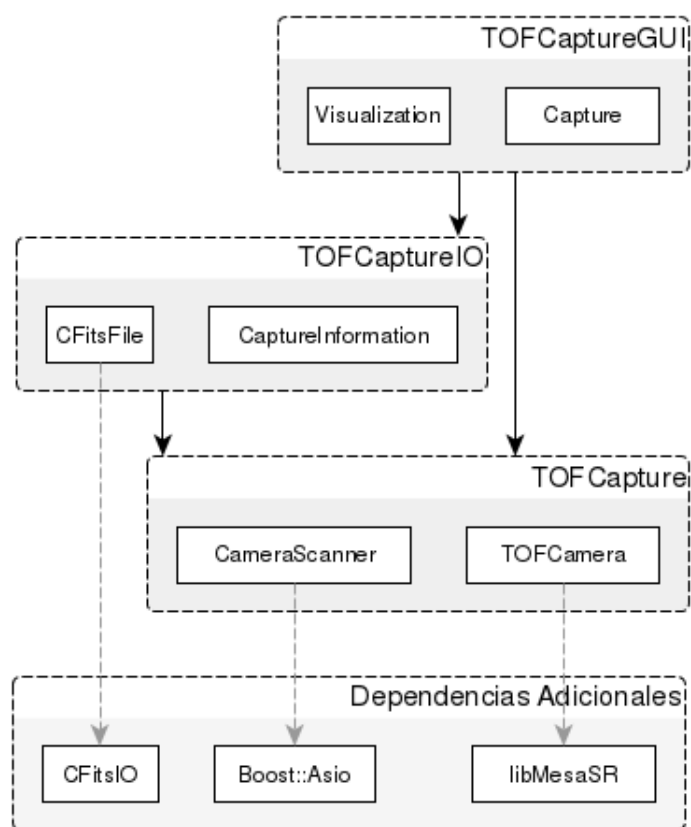 TOFCaptureGUI
Visualization
Capture
TOFCaptureIO
CFitsFile
CaptureInformation
TOFCapture
CameraScanner
TOFCamera
Dependencias Adicionales
CFitsIO
Boost::Asio
libMesaSR